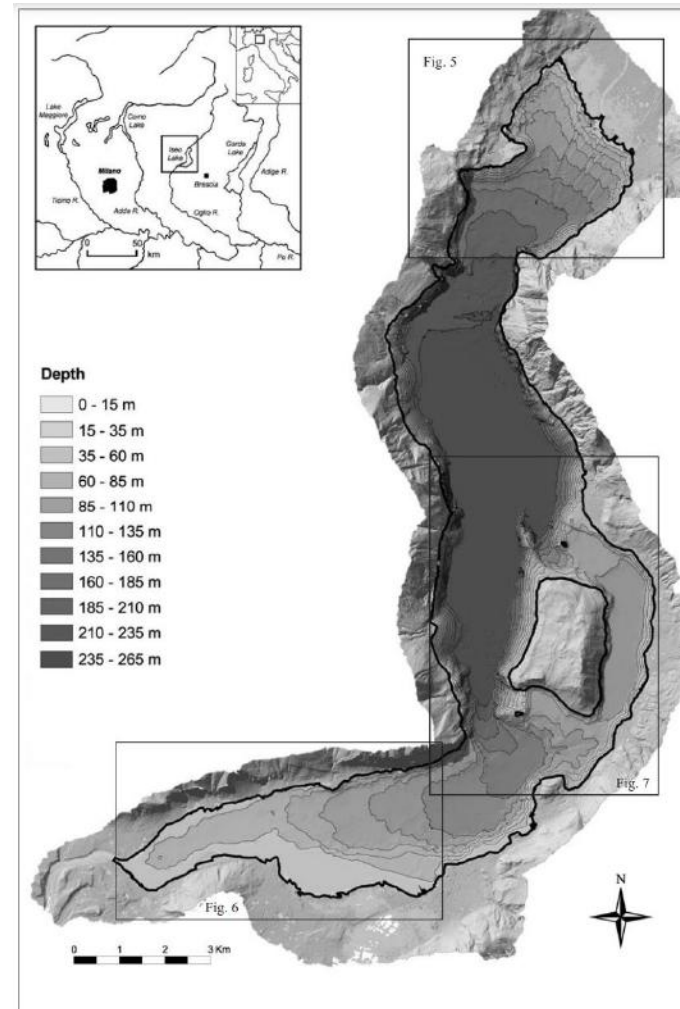 Lake
Maggiore
Como
Lake
Iseo
Lake
Garda
Lake
Adige R.
Milano
Brescia
Ticino R.
Adda R.
Oglio R.
Po R.
0 50
km
Fig. 5
Depth
0 - 15 m
15 - 35 m
35 - 60 m
60 - 85 m
85 - 110 m
110 - 135 m
135 - 160 m
160 - 185 m
185 - 210 m
210 - 235 m
235 - 265 m
Fig. 7
Fig. 6
N
0 1 2 3 Km